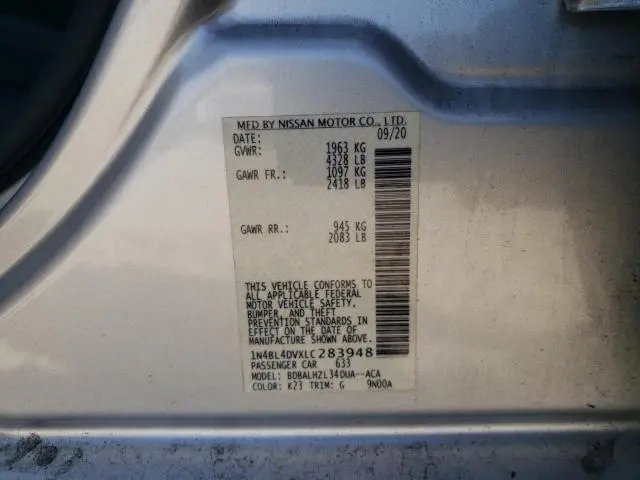 MFD BY NISSAN MOTOR CO., LTD.
DATE: 09/20
GVWR: 1963 KG
4328 LB
GAWR FR.: 1097 KG
2418 LB
GAWR RR.: 945 KG
2083 LB
THIS VEHICLE CONFORMS TO
ALL APPLICABLE FEDERAL
MOTOR VEHICLE SAFETY,
BUMPER, AND THEFT
PREVENTION STANDARDS IN
EFFECT ON THE DATE OF
MANUFACTURE SHOWN ABOVE.
1N4BL4DVXLC283948
PASSENGER CAR 633
MODEL: BDBALHZL34DUA--ACA
COLOR: K23 TRIM: G 9N00A